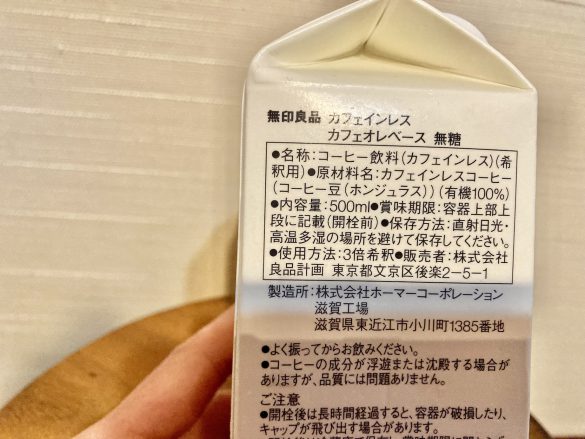 無印良品 カフェインレス
カフェオレベース 無糖
●名称：コーヒー飲料（カフェインレス）（希
釈用）●原材料名：カフェインレスコーヒー
（コーヒー豆（ホンジュラス））（有機100%）
●内容量：500ml●賞味期限：容器上部上
段に記載（開栓前）●保存方法：直射日光・
高温多湿の場所を避けて保存してください。
●使用方法：3倍希釈●販売者：株式会社
良品計画 東京都文京区後楽2-5-1
製造所：株式会社ホーマーコーポレーション
滋賀工場
滋賀県東近江市小川町1385番地
●よく振ってからお飲みください。
●コーヒーの成分が浮遊または沈殿する場合が
ありますが、品質には問題ありません。
ご注意
●開栓後は長時間経過すると、容器が破損したり、
キャップが飛び出す場合があります。